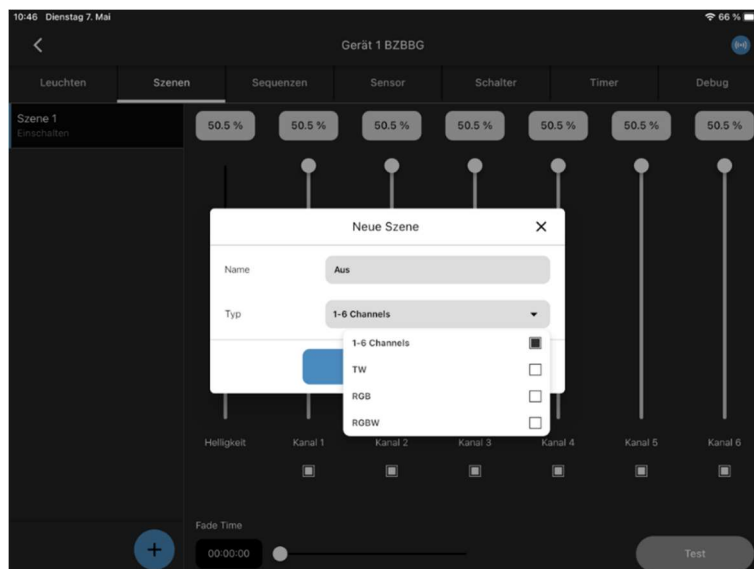 10:46 Dienstag 7. Mai
66 %
Gerät 1 BZBBG
Leuchten Szenen Sequenzen Sensor Schalter Timer Debug
Szene 1
Einschalten
50.5 % 50.5 % 50.5 % 50.5 % 50.5 % 50.5 % 50.5 %
Neue Szene
Name Aus
Typ 1-6 Channels
1-6 Channels
TW
RGB
RGBW
Helligkeit Kanal 1 Kanal 2 Kanal 3 Kanal 4 Kanal 5 Kanal 6
Fade Time
00:00:00
Test